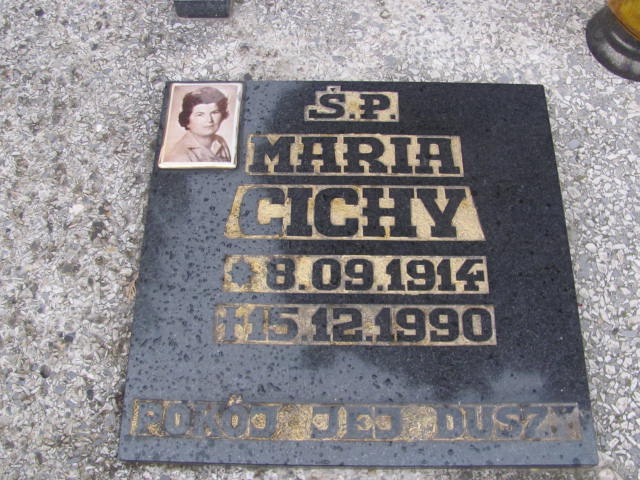 Ś.P.
MARIA
CICHY
* 8.09.1914
†15.12.1990
POKÓJ JEJ DUSZY